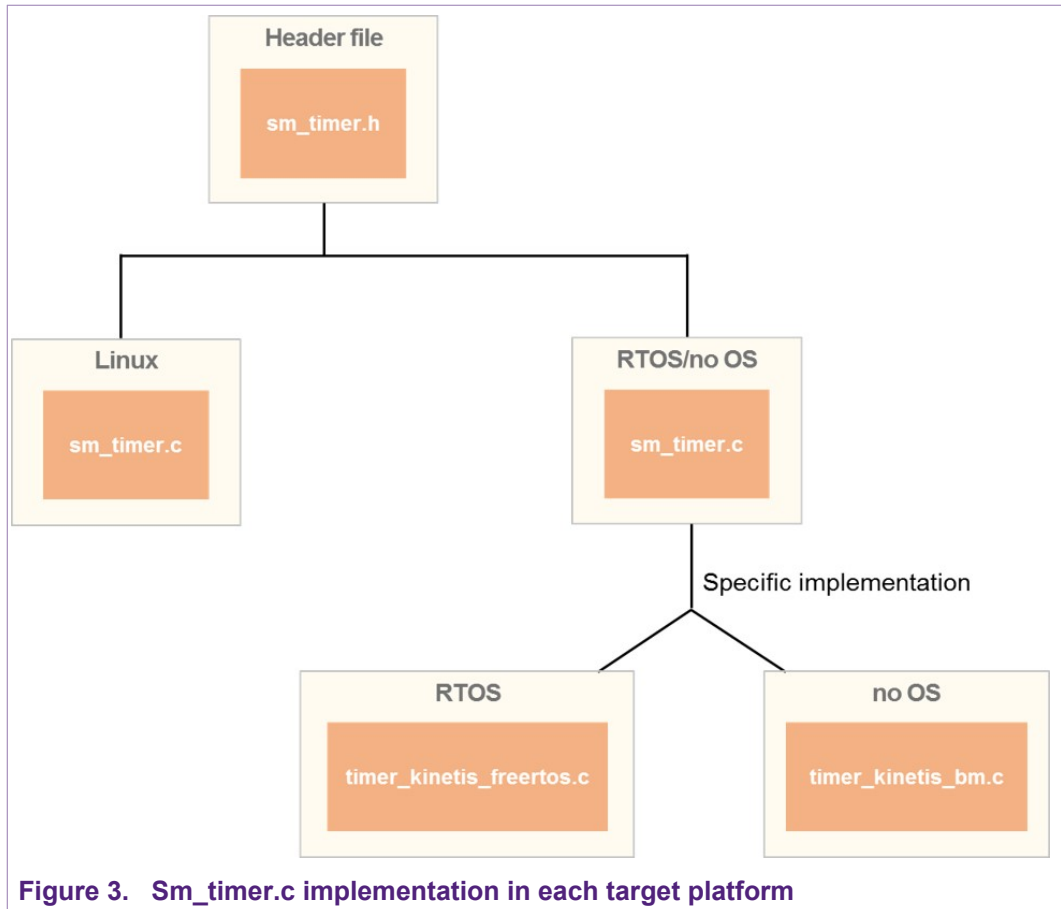 Header file
sm_timer.h
Linux
sm_timer.c
RTOS/no OS
sm_timer.c
Specific implementation
RTOS
timer_kinetis_freertos.c
no OS
timer_kinetis_bm.c
Figure 3. Sm_timer.c implementation in each target platform